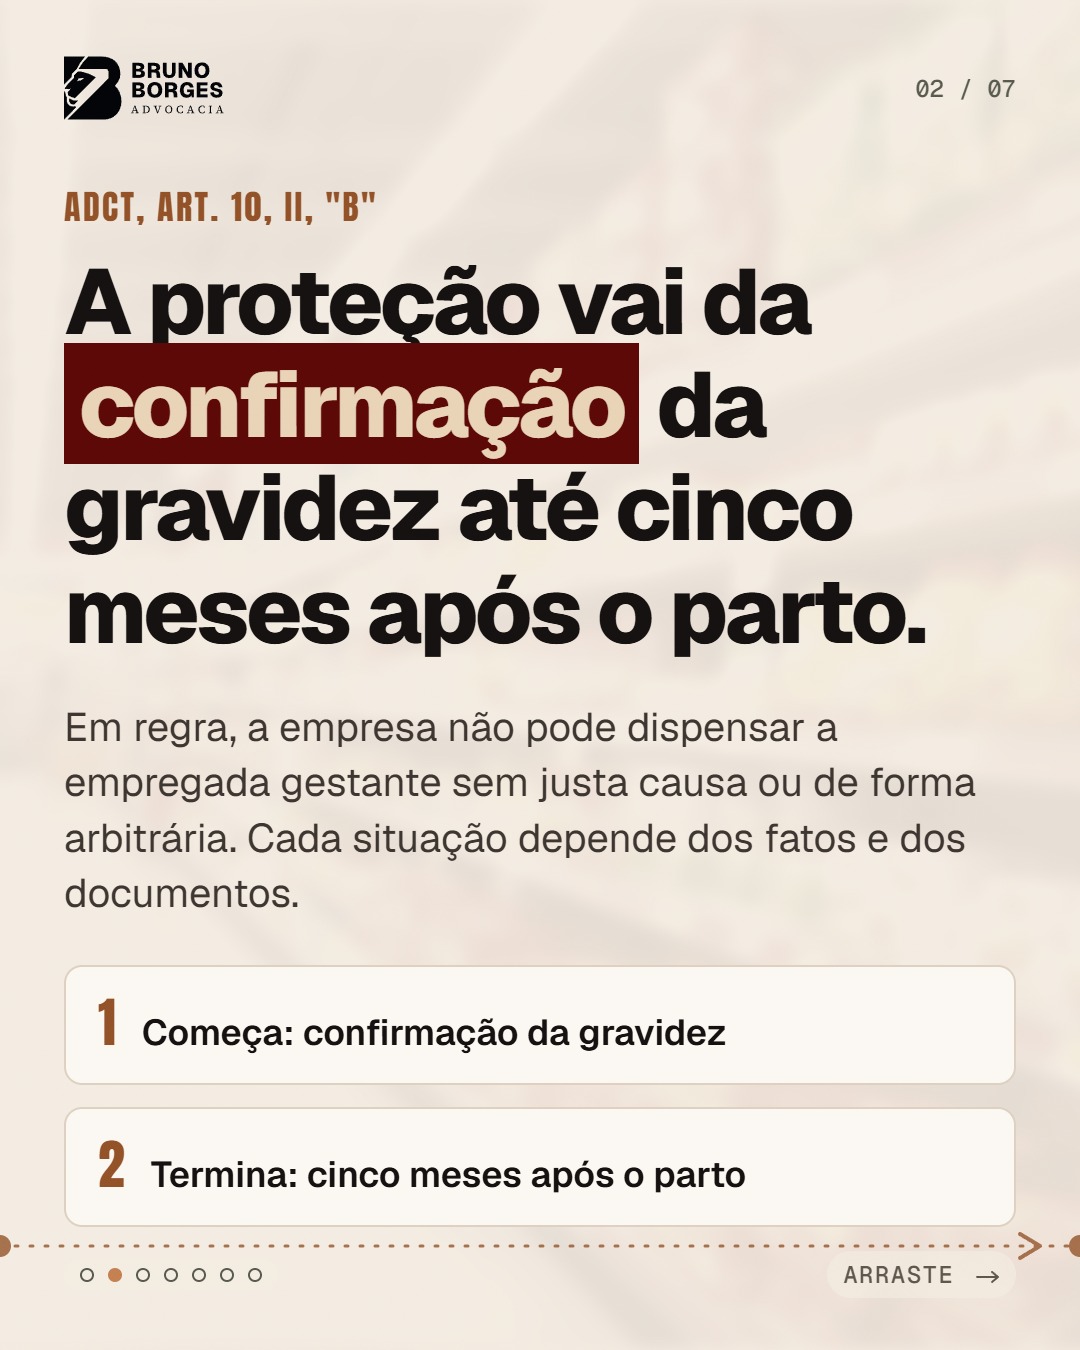 BRUNO
BORGES
ADVOCACIA
02 / 07
ADCT, ART. 10, II, "B"
A proteção vai da
confirmação da
gravidez até cinco
meses após o parto.
Em regra, a empresa não pode dispensar a
empregada gestante sem justa causa ou de forma
arbitrária. Cada situação depende dos fatos e dos
documentos.
1 Começa: confirmação da gravidez
2 Termina: cinco meses após o parto
ARRASTE →